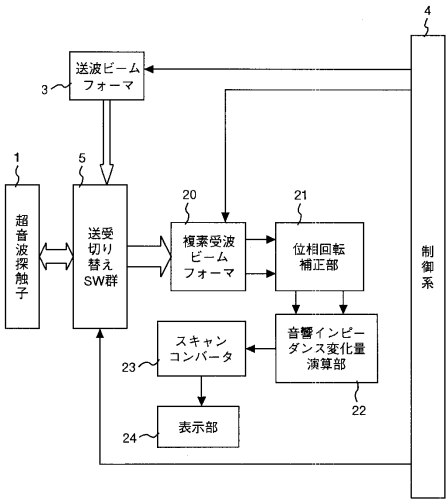 4
送波ビーム
フォーマ
3
1
5
20
21
超音波探触子
送受
切り
替え
SW群
複素受波
ビーム
フォーマ
位相回転
補正部
制御系
スキャン
コンバータ
23
音響インピー
ダンス変化量
演算部
22
表示部
24